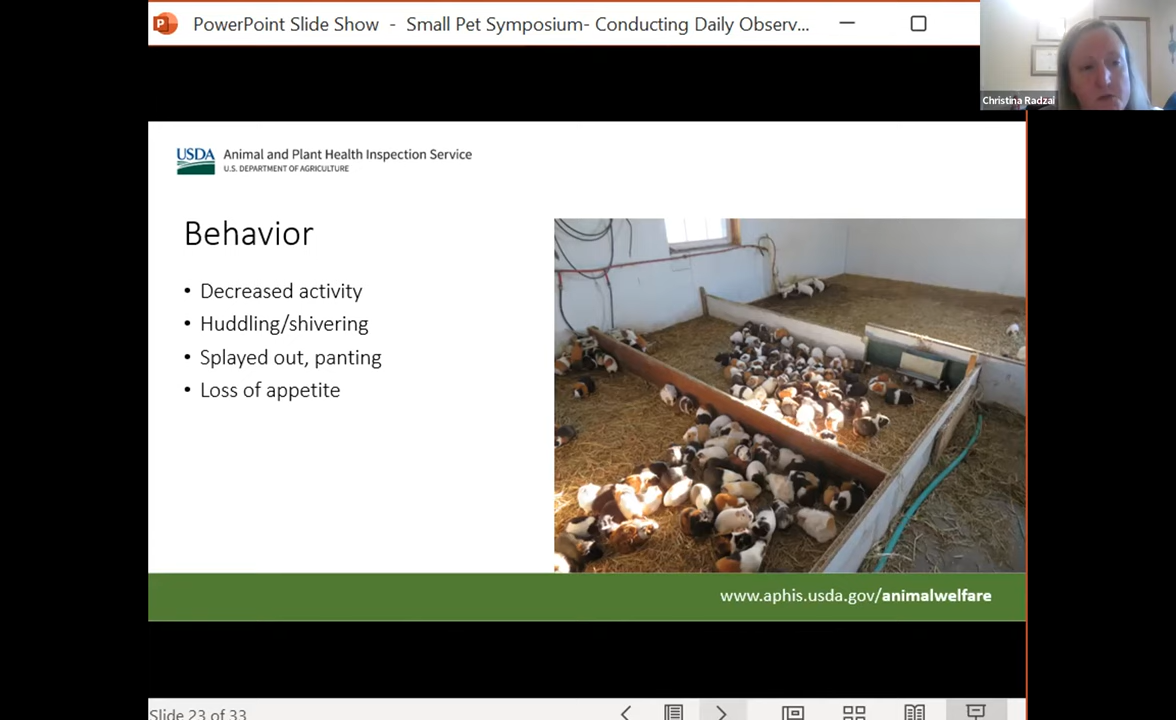 PowerPoint Slide Show - Small Pet Symposium- Conducting Daily Observ...
Christina Radzai
USDA Animal and Plant Health Inspection Service
U.S. DEPARTMENT OF AGRICULTURE
Behavior
• Decreased activity
• Huddling/shivering
• Splayed out, panting
• Loss of appetite
www.aphis.usda.gov/animalwelfare
Slide 23 of 33